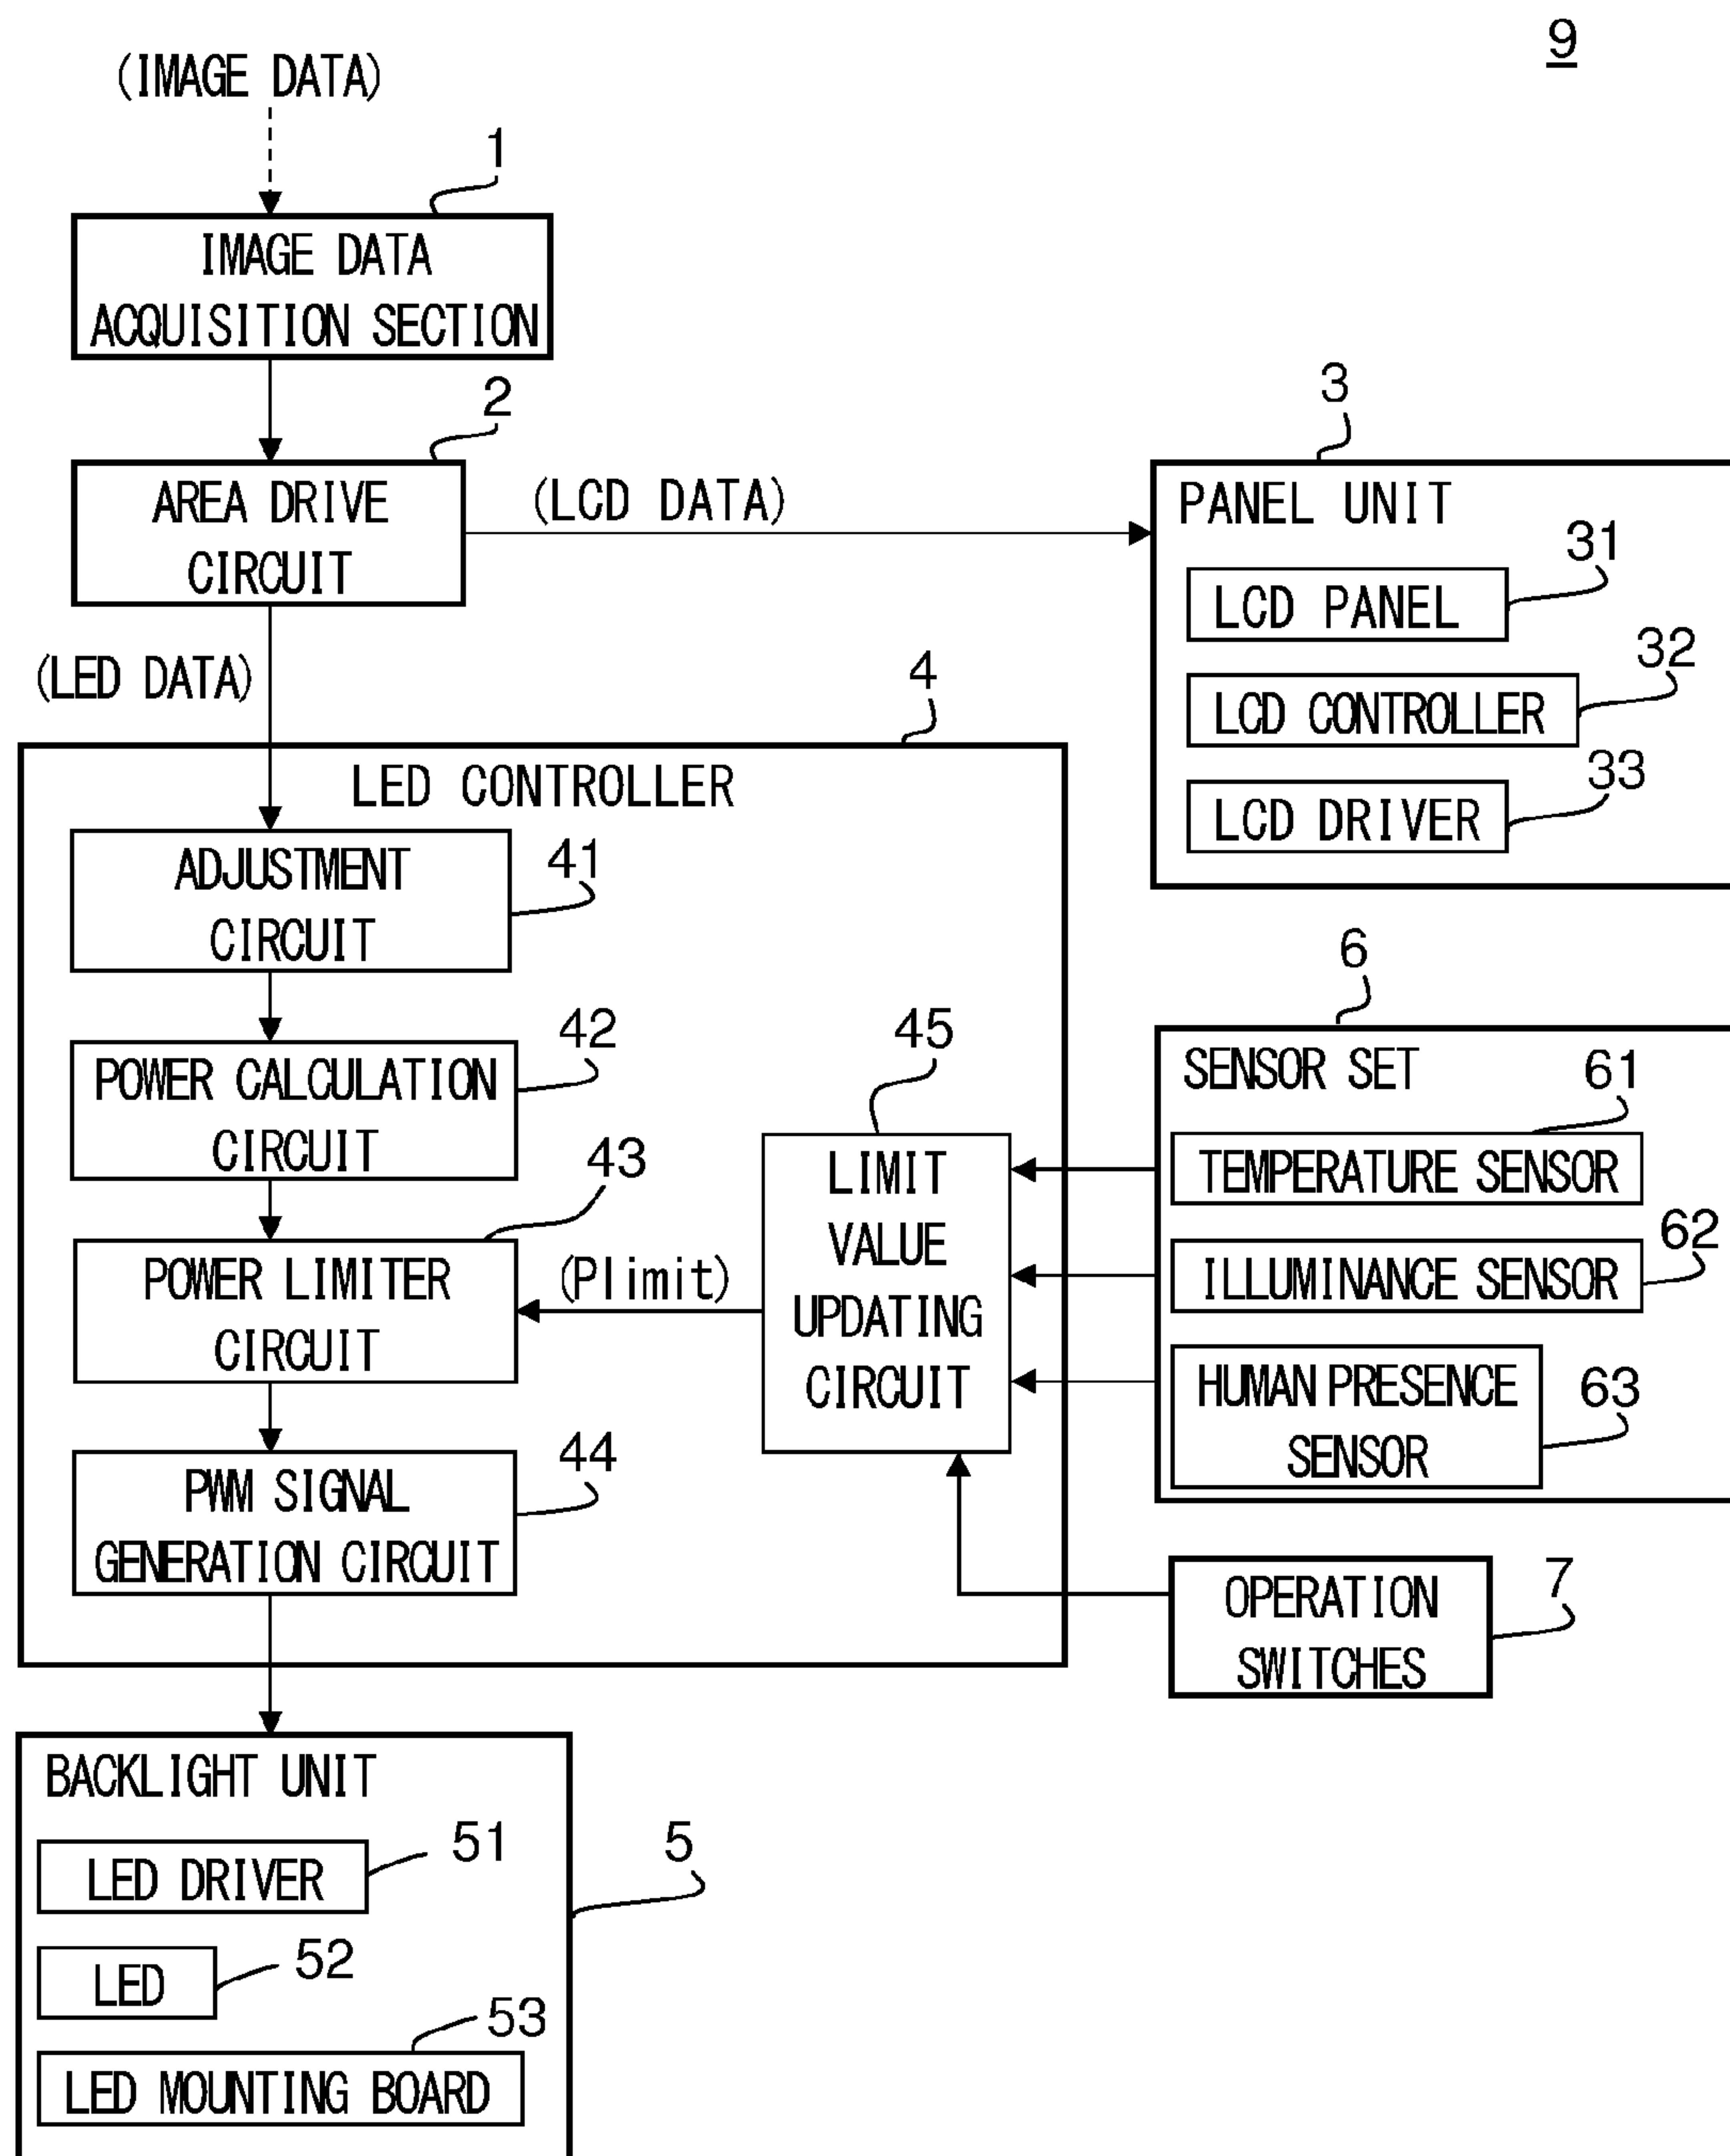 9
(IMAGE DATA)
1
IMAGE DATA
ACQUISITION SECTION
2
AREA DRIVE
CIRCUIT
(LCD DATA)
3
PANEL UNIT
31
LCD PANEL
32
LCD CONTROLLER
33
LCD DRIVER
(LED DATA)
4
LED CONTROLLER
41
ADJUSTMENT
CIRCUIT
42
POWER CALCULATION
CIRCUIT
43
POWER LIMITER
CIRCUIT
(Plimit)
44
PWM SIGNAL
GENERATION CIRCUIT
45
LIMIT
VALUE
UPDATING
CIRCUIT
6
SENSOR SET
61
TEMPERATURE SENSOR
62
ILLUMINANCE SENSOR
63
HUMAN PRESENCE
SENSOR
7
OPERATION
SWITCHES
5
BACKLIGHT UNIT
51
LED DRIVER
52
LED
53
LED MOUNTING BOARD